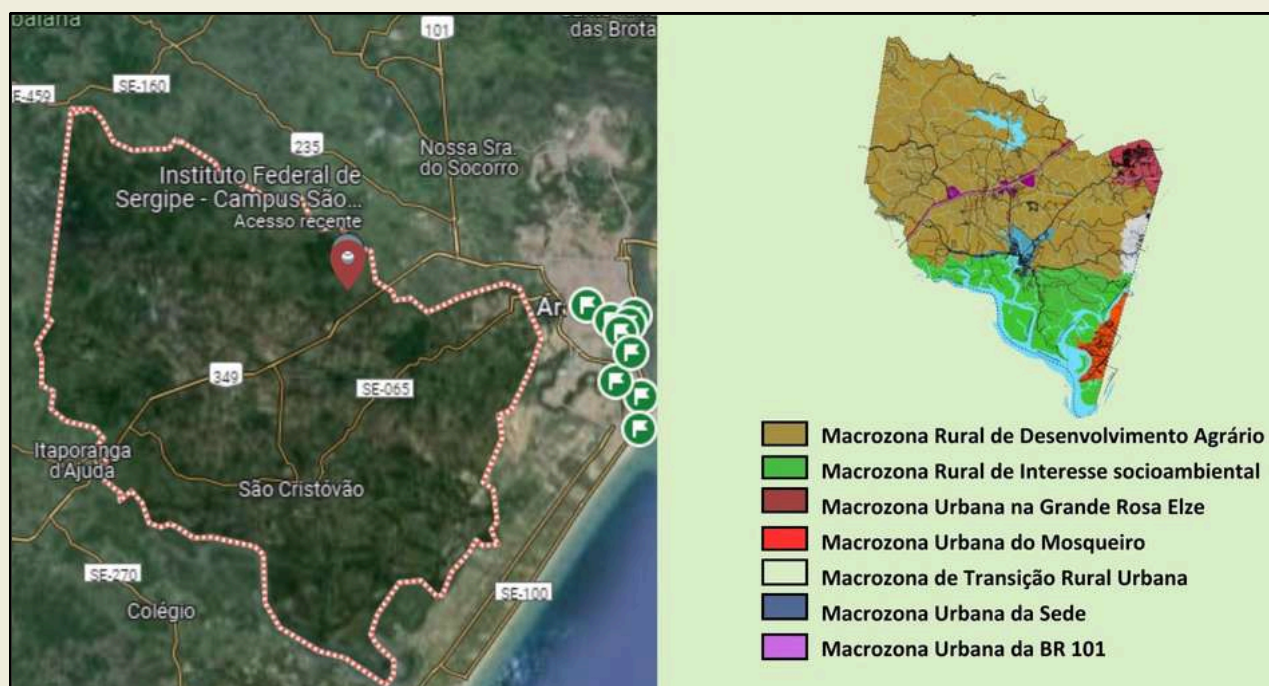 baiana
das Brota
101
SE-160
E-459
235
Nossa Sra.
do Socorro
Instituto Federal de
Sergipe - Campus São...
Acesso recente
Ar
349
SE-065
Itaporanga
d'Ajuda
São Cristóvão
SE-270
SE-100
Colégio
Macrozona Rural de Desenvolvimento Agrário
Macrozona Rural de Interesse socioambiental
Macrozona Urbana na Grande Rosa Elze
Macrozona Urbana do Mosqueiro
Macrozona de Transição Rural Urbana
Macrozona Urbana da Sede
Macrozona Urbana da BR 101